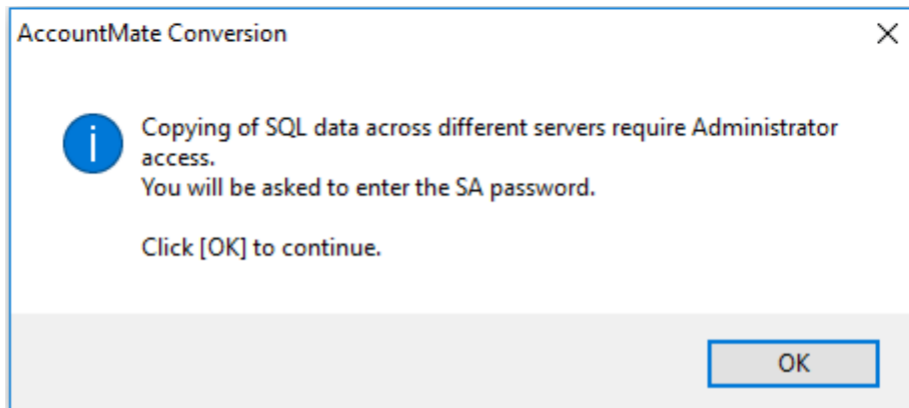 AccountMate Conversion
Copying of SQL data across different servers require Administrator
access.
You will be asked to enter the SA password.
Click [OK] to continue.
OK